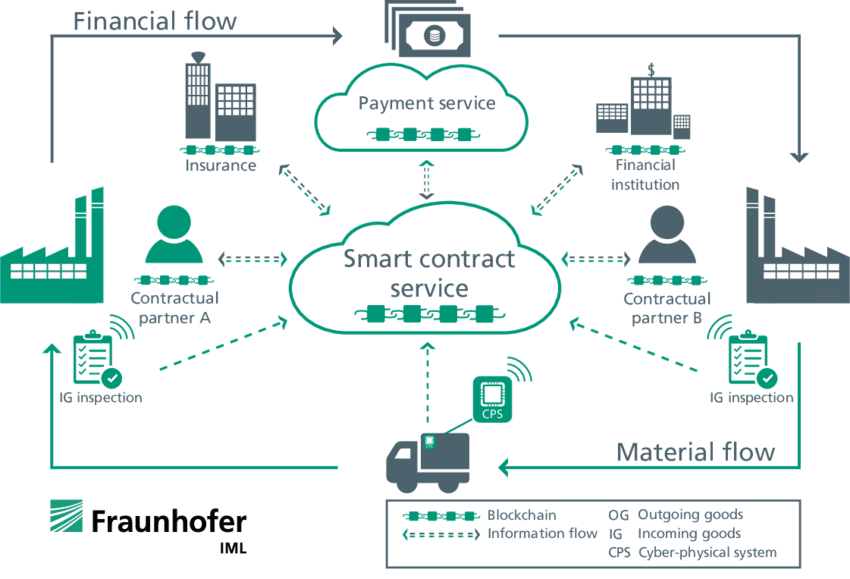 Financial flow
Payment service
Insurance
$
Financial
institution
Smart contract
service
Contractual
partner A
Contractual
partner B
IG inspection
IG inspection
CPS
OG
Material flow
Fraunhofer
IML
Blockchain
OG Outgoing goods
Information flow
IG Incoming goods
CPS Cyber-physical system